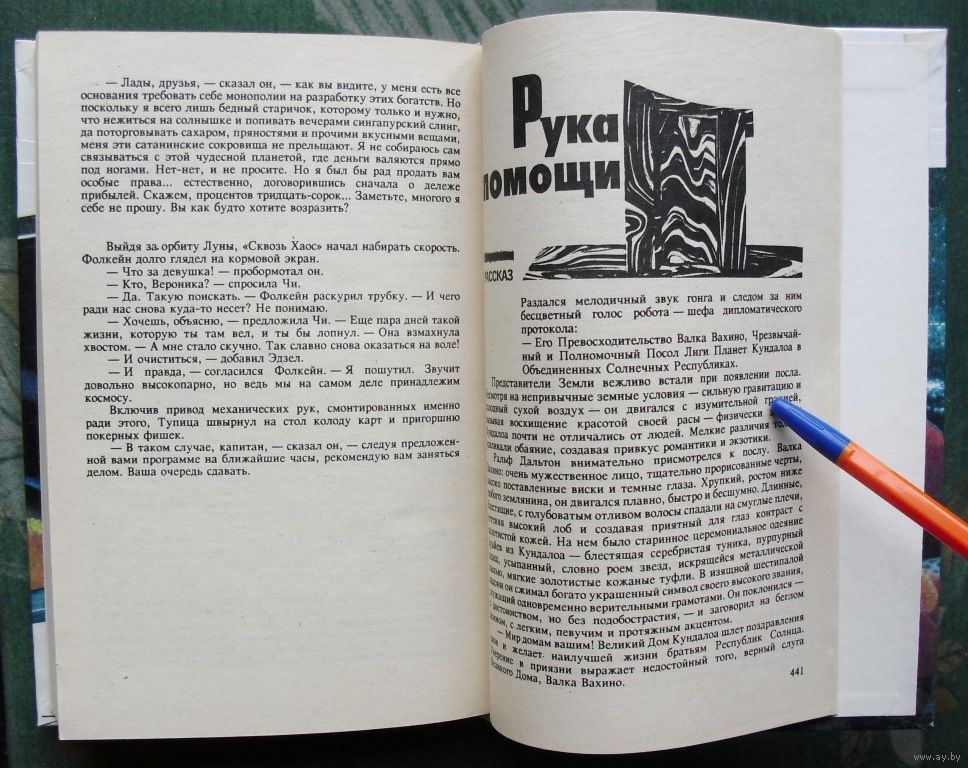 — Лады, друзья, — сказал он, — как вы видите, у меня есть все
основания требовать себе монополии на разработку этих богатств. Но
поскольку я всего лишь бедный старичок, которому только и нужно,
что нежиться на солнышке и попивать вечерами сингапурский слинг,
да поторговывать сахаром, пряностями и прочими вкусными вещами,
меня эти сатанинские сокровища не прельщают. Я не собираюсь сам
связываться с этой чудесной планетой, где деньги валяются прямо
под ногами. Нет-нет, и не просите. Но я был бы рад продать вам
особые права... естественно, договорившись сначала о дележе
прибылей. Скажем, процентов тридцать-сорок... Заметьте, многого я
себе не прошу. Вы как будто хотите возразить?
Выйдя за орбиту Луны, «Сквозь Хаос» начал набирать скорость.
Фолкейн долго глядел на кормовой экран.
— Что за девушка! — пробормотал он.
— Кто, Вероника? — спросила Чи.
— Да. Такую поискать. — Фолкейн раскурил трубку. — И чего
ради нас снова куда-то несет? Не понимаю.
— Хочешь, объясню, — предложила Чи. — Еще пара дней такой
жизни, которую ты там вел, и ты бы лопнул. — Она взмахнула
хвостом. — А мне стало скучно. Так славно снова оказаться на воле!
— И очиститься, — добавил Эдзел.
— И правда, — согласился Фолкейн. — Я пошутил. Звучит
довольно высокопарно, но ведь мы на самом деле принадлежим
космосу.
Включив привод механических рук, смонтированных именно
ради этого, Тупица швырнул на стол колоду карт и пригоршню
покерных фишек.
— В таком случае, капитан, — сказал он, — следуя предложен-
ной вами программе на ближайшие часы, рекомендую вам заняться
делом. Ваша очередь сдавать.
Рука
помощи
РАССКАЗ
Раздался мелодичный звук гонга и следом за ним
бесцветный голос робота — шефа дипломатического
протокола:
— Его Превосходительство Валка Вахино, Чрезвычай-
ный и Полномочный Посол Лиги Планет Кундалоа в
Объединенных Солнечных Республиках.
Представители Земли вежливо встали при появлении посла.
на непривычные земные условия — сильную гравитацию и
сухой воздух — он двигался с изумительной грацией,
восхищение красотой своей расы — физически
почти не отличались от людей. Мелкие различия
обаяние, создавая привкус романтики и экзотики.
Ральф Дальтон внимательно присмотрелся к послу. Валка
очень мужественное лицо, тщательно прорисованные черты,
поставленные виски и темные глаза. Хрупкий, ростом ниже
землянина, он двигался плавно, быстро и бесшумно. Длинные,
с голубоватым отливом волосы спадали на смуглые плечи,
высокий лоб и создавая приятный для глаз контраст с
кожей. На нем было старинное церемониальное одеяние
из Кундалоа — блестящая серебристая туника, пурпурный
усыпанный, словно роем звезд, искрящейся металлической
мягкие золотистые кожаные туфли. В изящной шестипалой
он сжимал богато украшенный символ своего высокого звания,
одновременно верительными грамотами. Он поклонился —
достоинством, но без подобострастия, — и заговорил на беглом
с легким, певучим и протяжным акцентом.
— Мир домам вашим! Великий Дом Кундалоа шлет поздравления
и желает наилучшей жизни братьям Республик Солнца.
в приязни выражает недостойный того, верный слуга
Дома, Валка Вахино.
441
www.ay.by